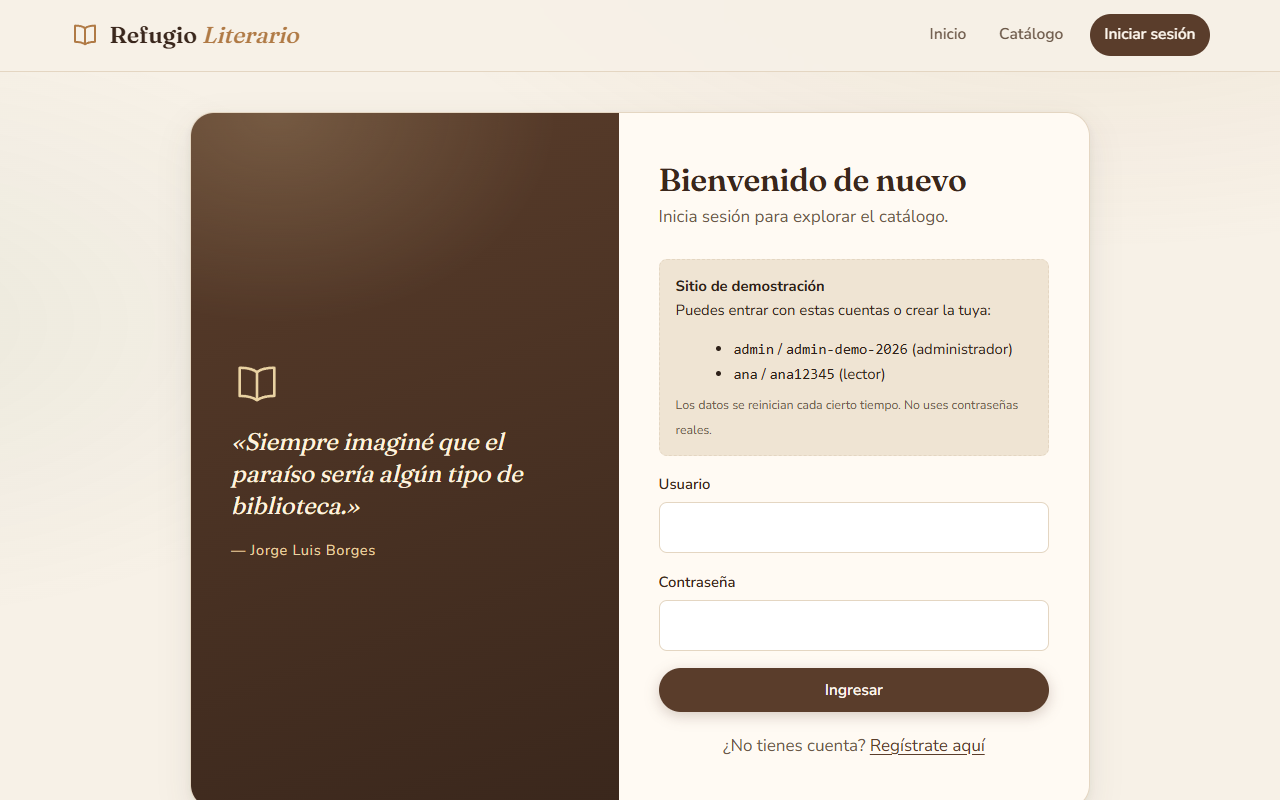 Refugio Literario
Inicio
Catálogo
Iniciar sesión
«Siempre imaginé que el
paraíso sería algún tipo de
biblioteca.»
— Jorge Luis Borges
Bienvenido de nuevo
Inicia sesión para explorar el catálogo.
Sitio de demostración
Puedes entrar con estas cuentas o crear la tuya:
• admin / admin-demo-2026 (administrador)
• ana / ana12345 (lector)
Los datos se reinician cada cierto tiempo. No uses contraseñas
reales.
Usuario
Contraseña
Ingresar
¿No tienes cuenta? Regístrate aquí